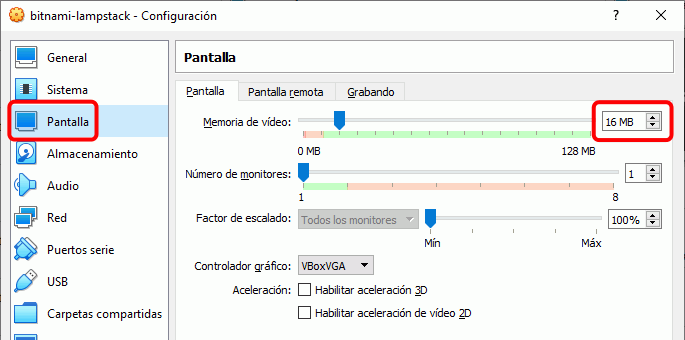 bitnami-lampstack - Configuración ? ×
General
Sistema
Pantalla
Almacenamiento
Audio
Red
Puertos serie
USB
Carpetas compartidas
Pantalla
Pantalla Pantalla remota Grabando
Memoria de vídeo: 16 MB
0 MB 128 MB
Número de monitores: 1
1 8
Factor de escalado: Todos los monitores 100%
Mín Máx
Controlador gráfico: VBoxVGA
Aceleración: Habilitar aceleración 3D
Habilitar aceleración de vídeo 2D